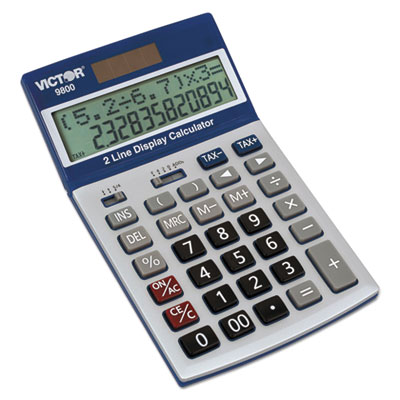 VICTOR
9800
(5.2÷6.7)x3=
2.32835820894
TAX%
2 Line Display Calculator
TAX- TAX+
INS ( ) ◀ ▶
DEL MRC M- M+ ÷
% 7 8 9 ×
ON/AC 4 5 6 −
CE/C 1 2 3 +
0 00 • =